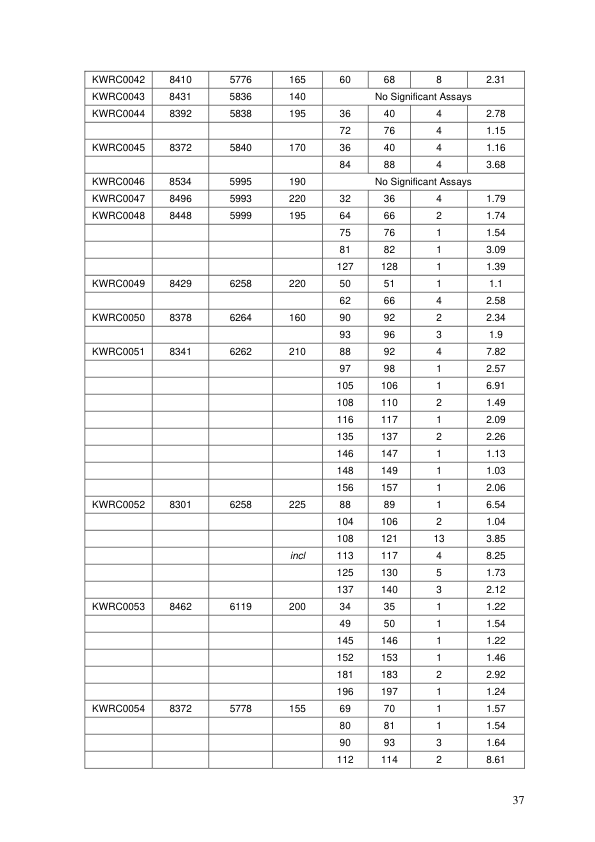 KWRC0042 8410 5776 165 60 68 8 2.31
KWRC0043 8431 5836 140 No Significant Assays
KWRC0044 8392 5838 195 36 40 4 2.78
72 76 4 1.15
KWRC0045 8372 5840 170 36 40 4 1.16
84 88 4 3.68
KWRC0046 8534 5995 190 No Significant Assays
KWRC0047 8496 5993 220 32 36 4 1.79
KWRC0048 8448 5999 195 64 66 2 1.74
75 76 1 1.54
81 82 1 3.09
127 128 1 1.39
KWRC0049 8429 6258 220 50 51 1 1.1
62 66 4 2.58
KWRC0050 8378 6264 160 90 92 2 2.34
93 96 3 1.9
KWRC0051 8341 6262 210 88 92 4 7.82
97 98 1 2.57
105 106 1 6.91
108 110 2 1.49
116 117 1 2.09
135 137 2 2.26
146 147 1 1.13
148 149 1 1.03
156 157 1 2.06
KWRC0052 8301 6258 225 88 89 1 6.54
104 106 2 1.04
108 121 13 3.85
incl 113 117 4 8.25
125 130 5 1.73
137 140 3 2.12
KWRC0053 8462 6119 200 34 35 1 1.22
49 50 1 1.54
145 146 1 1.22
152 153 1 1.46
181 183 2 2.92
196 197 1 1.24
KWRC0054 8372 5778 155 69 70 1 1.57
80 81 1 1.54
90 93 3 1.64
112 114 2 8.61
37